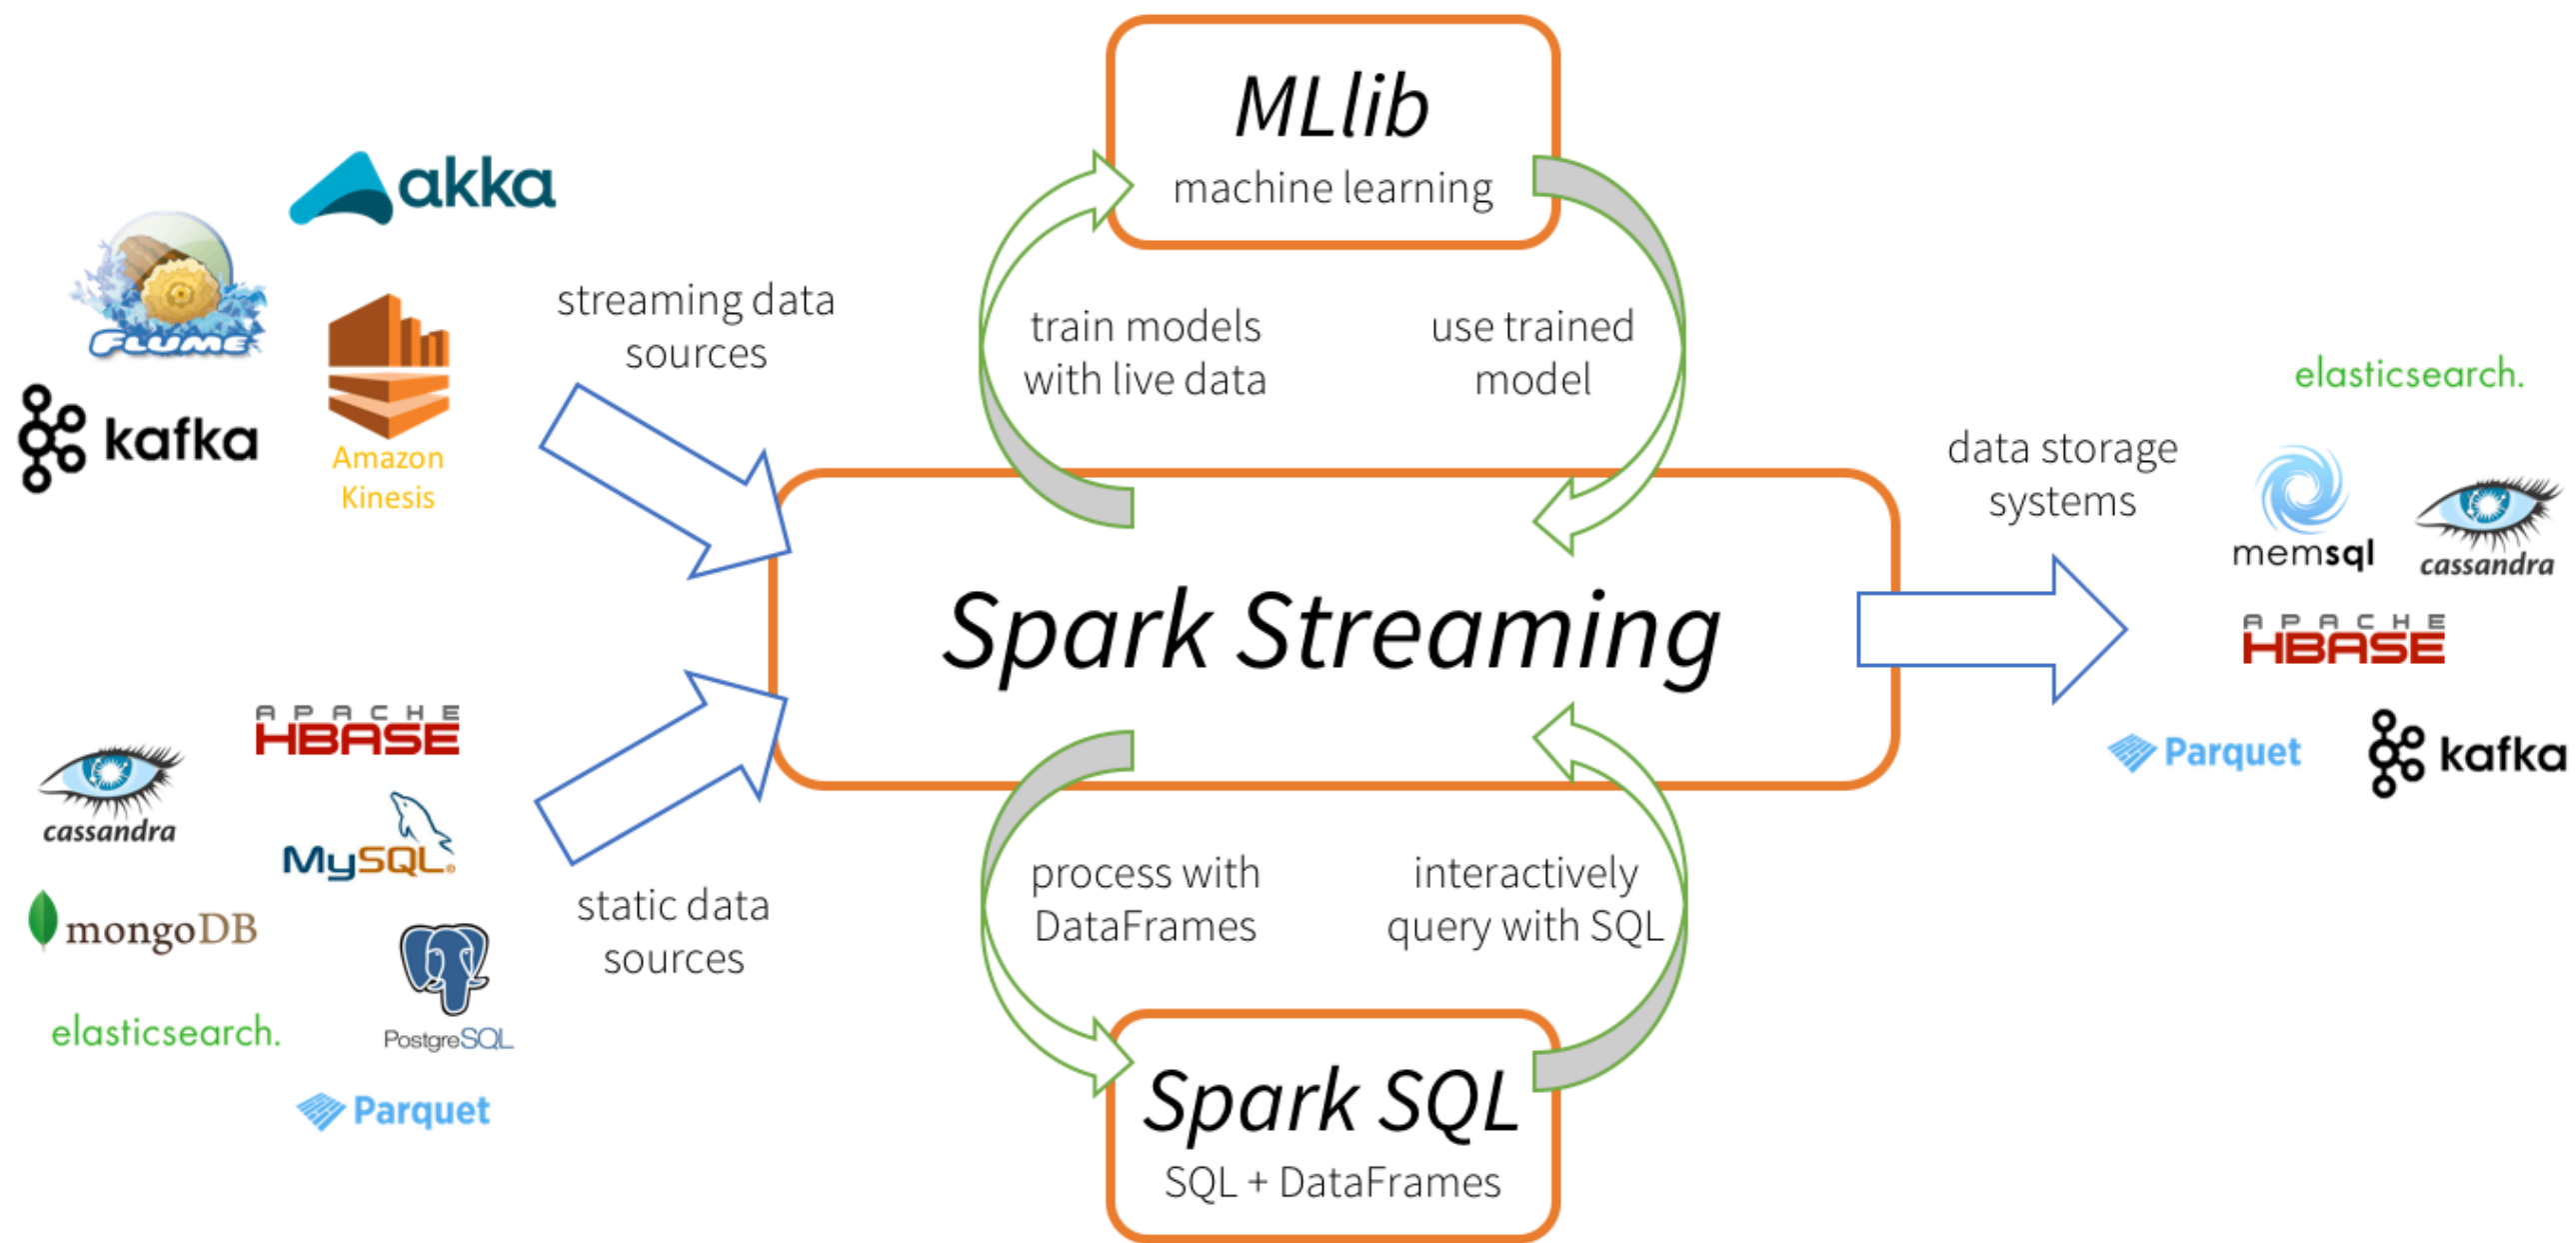 MLlib
machine learning
akka
FLUME
streaming data
sources
kafka
Amazon
Kinesis
train models
with live data
use trained
model
Spark Streaming
APACHE
HBASE
cassandra
MySQL®
mongoDB
PostgreSQL
elasticsearch.
Parquet
static data
sources
process with
DataFrames
interactively
query with SQL
Spark SQL
SQL + DataFrames
data storage
systems
elasticsearch.
memsql
cassandra
APACHE
HBASE
Parquet
kafka